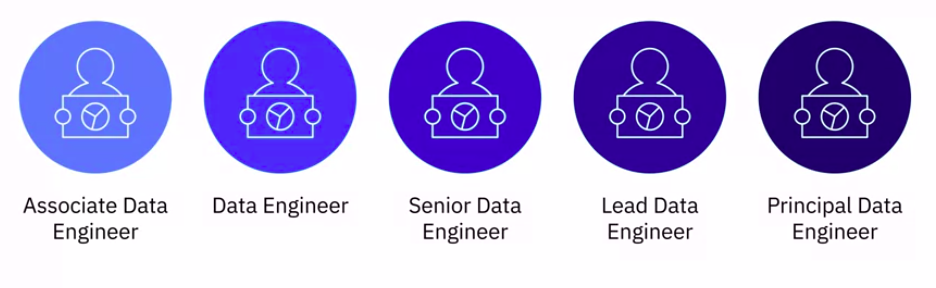 Associate Data
Engineer
Data Engineer
Senior Data
Engineer
Lead Data
Engineer
Principal Data
Engineer